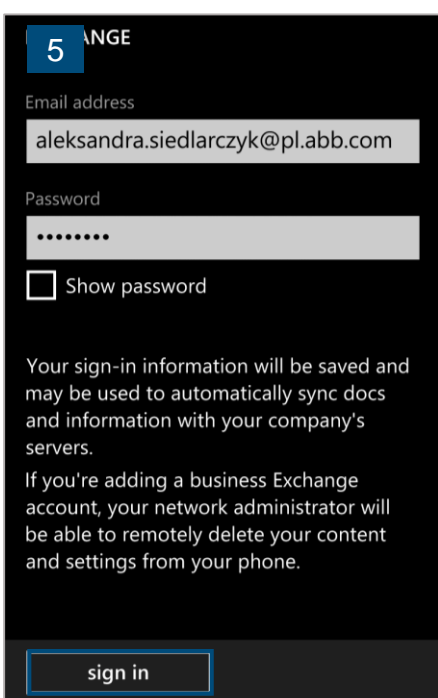 5
ANGE
Email address
aleksandra.siedlarczyk@pl.abb.com
Password
••••••••
Show password
Your sign-in information will be saved and
may be used to automatically sync docs
and information with your company's
servers.
If you're adding a business Exchange
account, your network administrator will
be able to remotely delete your content
and settings from your phone.
sign in